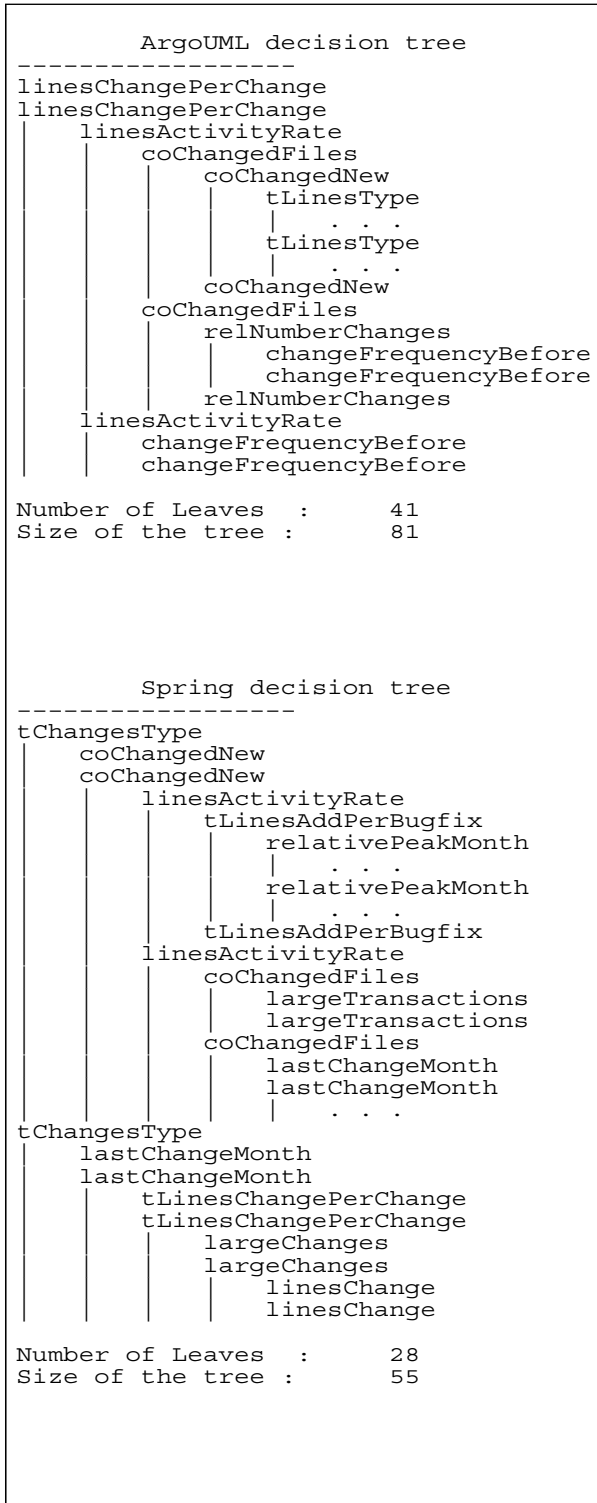 ArgoUML decision tree
------------------
linesChangePerChange
linesChangePerChange
|   linesActivityRate
|   |   coChangedFiles
|   |   |   coChangedNew
|   |   |   |   tLinesType
|   |   |   |   |   . . .
|   |   |   |   tLinesType
|   |   |   |   |   . . .
|   |   |   coChangedNew
|   |   coChangedFiles
|   |   |   relNumberChanges
|   |   |   |   changeFrequencyBefore
|   |   |   |   changeFrequencyBefore
|   |   |   relNumberChanges
|   linesActivityRate
|   |   changeFrequencyBefore
|   |   changeFrequencyBefore
Number of Leaves  :     41
Size of the tree :      81
Spring decision tree
------------------
tChangesType
|   coChangedNew
|   coChangedNew
|   |   linesActivityRate
|   |   |   tLinesAddPerBugfix
|   |   |   |   relativePeakMonth
|   |   |   |   |   . . .
|   |   |   |   relativePeakMonth
|   |   |   |   |   . . .
|   |   |   tLinesAddPerBugfix
|   |   linesActivityRate
|   |   |   coChangedFiles
|   |   |   |   largeTransactions
|   |   |   |   largeTransactions
|   |   |   coChangedFiles
|   |   |   |   lastChangeMonth
|   |   |   |   lastChangeMonth
|   |   |   |   |   . . .
tChangesType
|   lastChangeMonth
|   lastChangeMonth
|   |   tLinesChangePerChange
|   |   tLinesChangePerChange
|   |   |   largeChanges
|   |   |   largeChanges
|   |   |   |   linesChange
|   |   |   |   linesChange
Number of Leaves  :     28
Size of the tree :      55